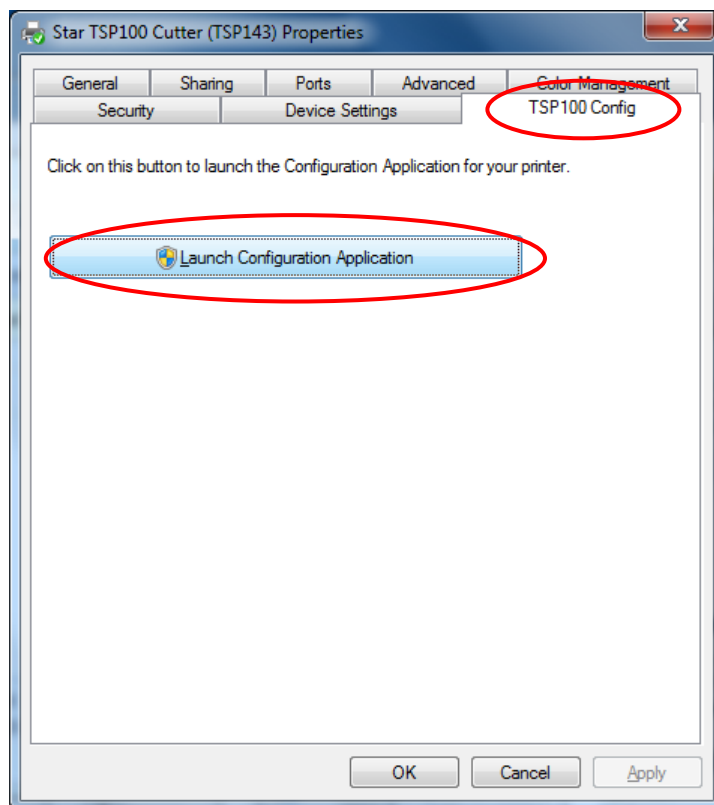 Star TSP100 Cutter (TSP143) Properties
General Sharing Ports Advanced Color Management
Security Device Settings TSP100 Config
Click on this button to launch the Configuration Application for your printer.
Launch Configuration Application
OK Cancel Apply